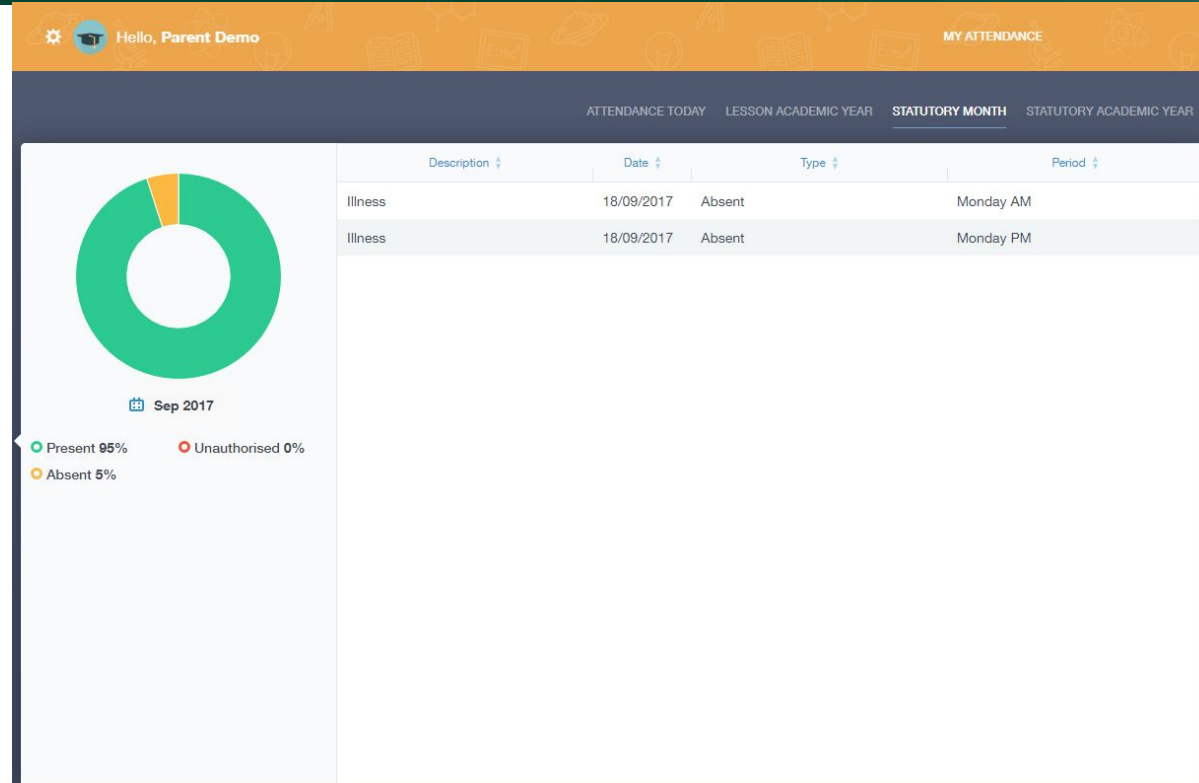 Hello, Parent Demo
MY ATTENDANCE
ATTENDANCE TODAY LESSON ACADEMIC YEAR STATUTORY MONTH STATUTORY ACADEMIC YEAR
Description Date Type Period
Illness 18/09/2017 Absent Monday AM
Illness 18/09/2017 Absent Monday PM
Sep 2017
Present 95% Unauthorised 0%
Absent 5%